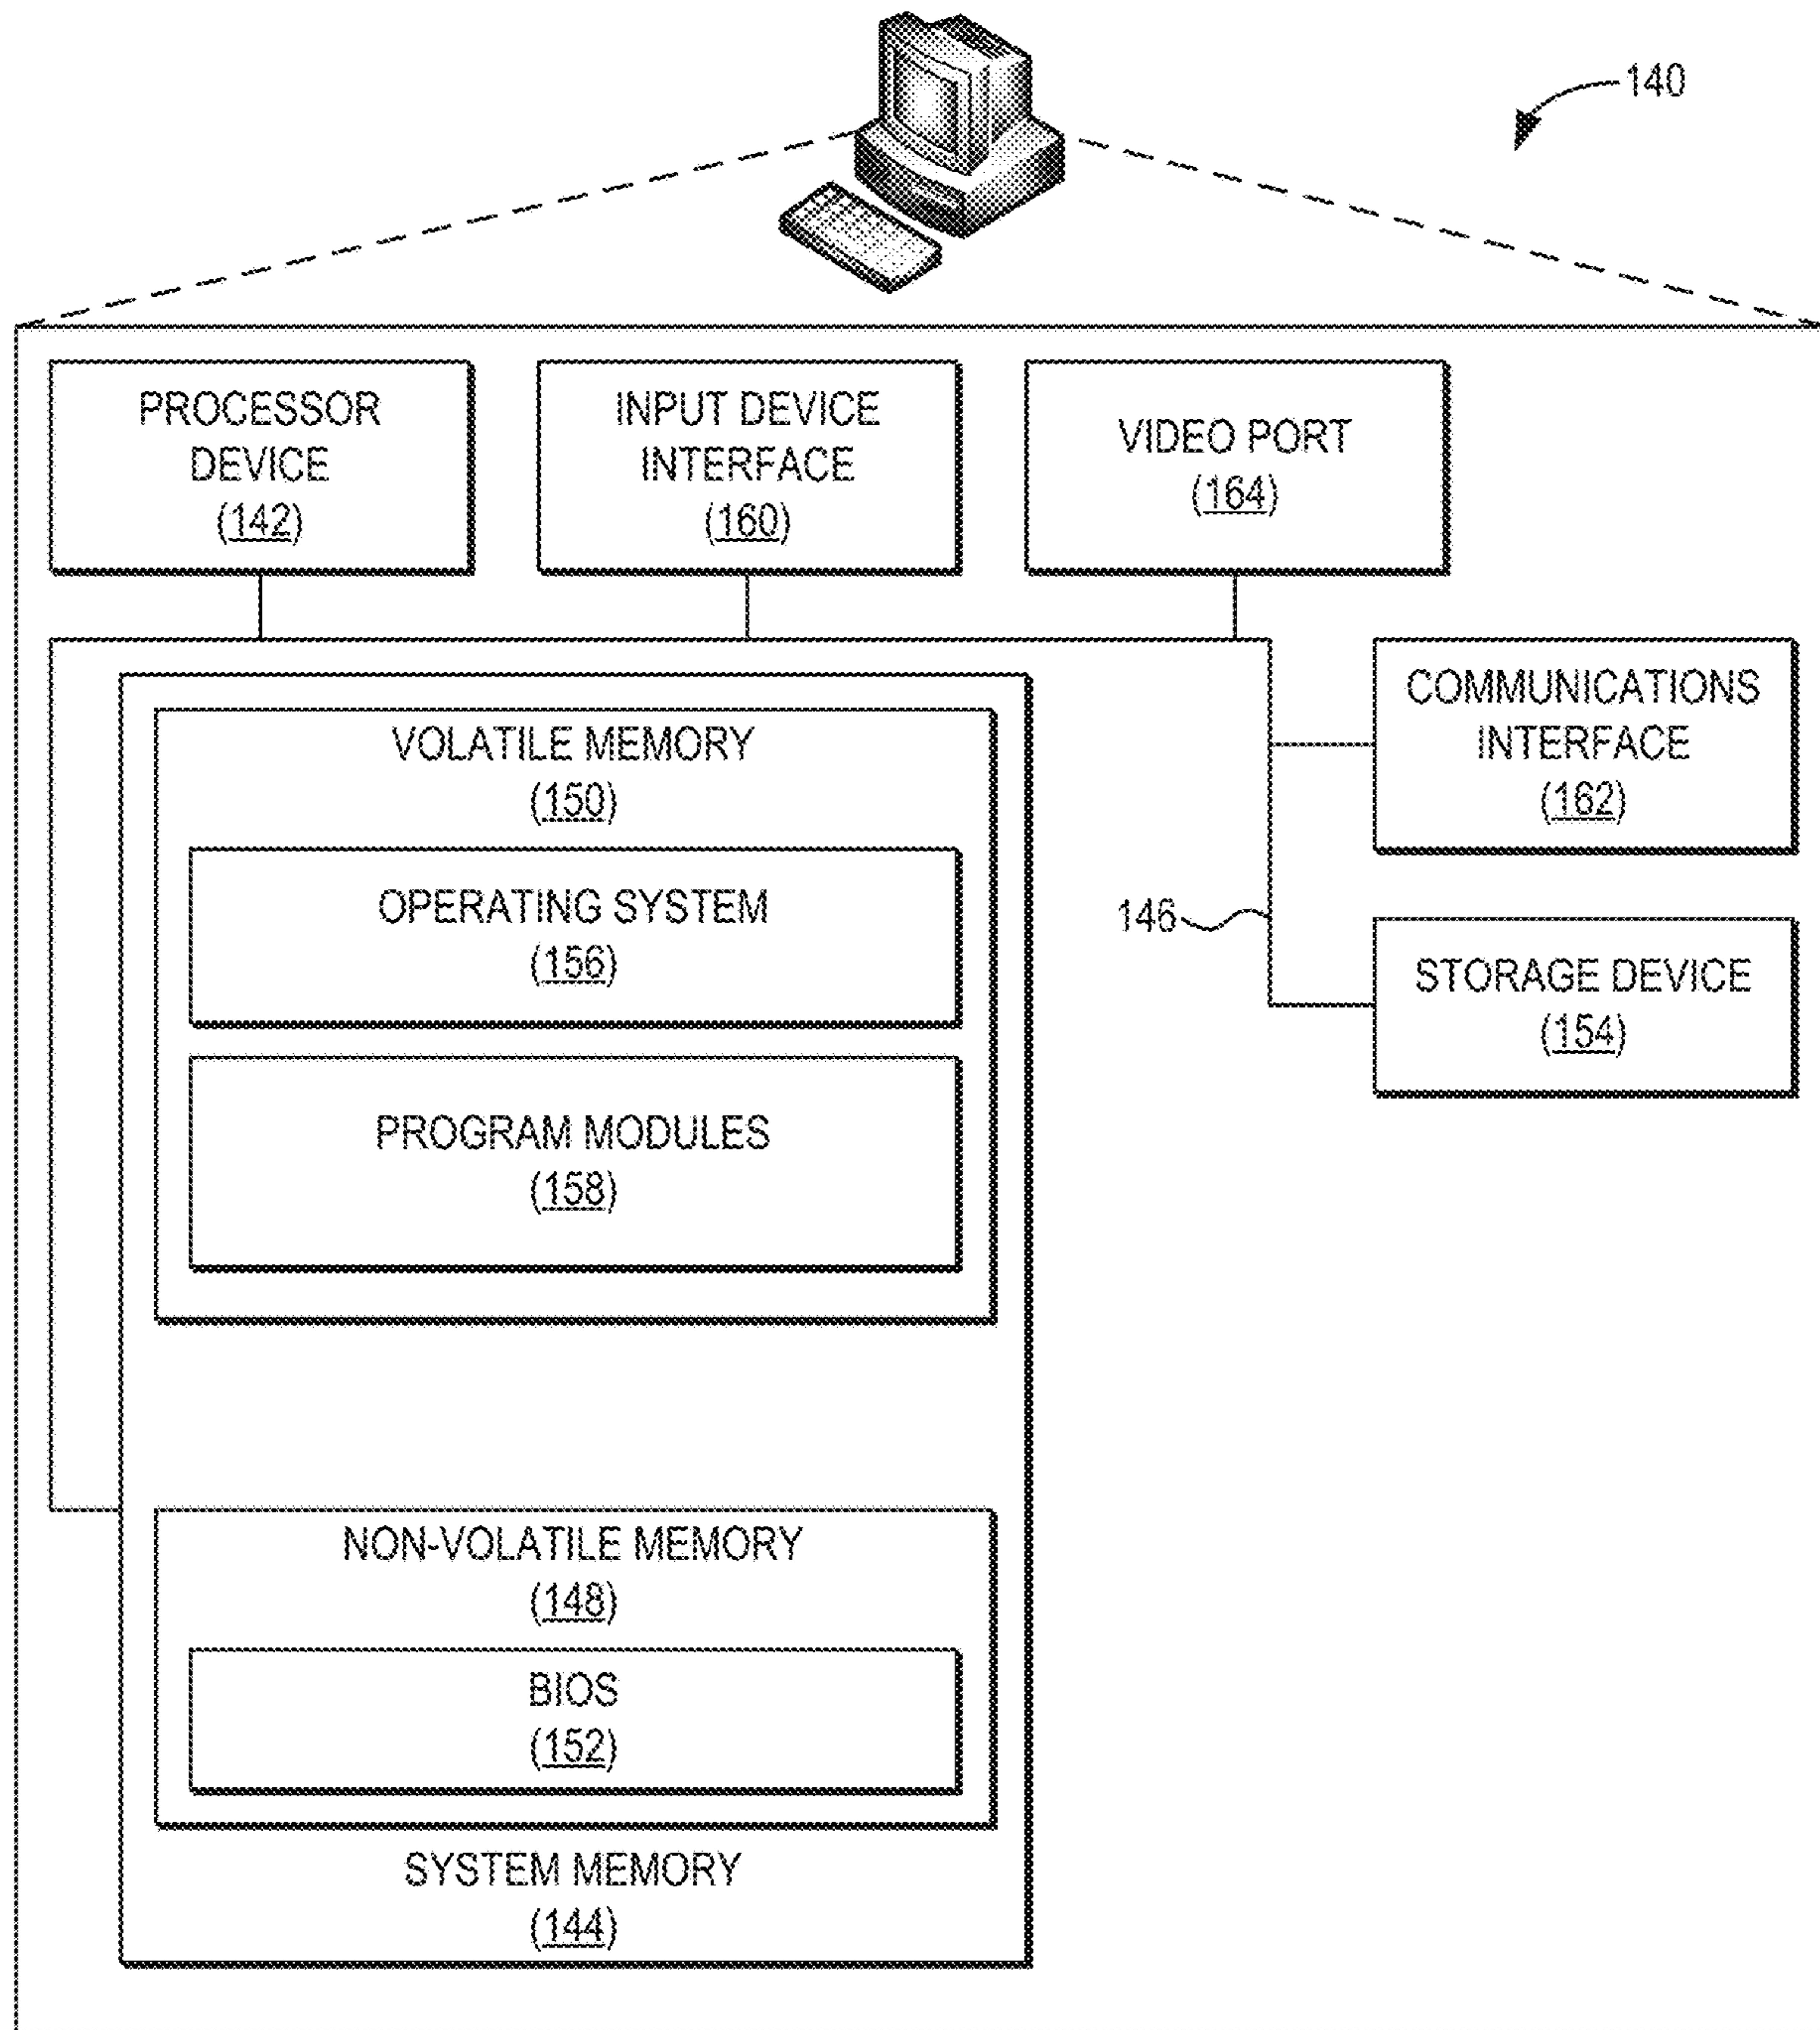 140
PROCESSOR
DEVICE
(142)
INPUT DEVICE
INTERFACE
(160)
VIDEO PORT
(164)
COMMUNICATIONS
INTERFACE
(162)
VOLATILE MEMORY
(150)
OPERATING SYSTEM
(156)
146
STORAGE DEVICE
(154)
PROGRAM MODULES
(158)
NON-VOLATILE MEMORY
(148)
BIOS
(152)
SYSTEM MEMORY
(144)